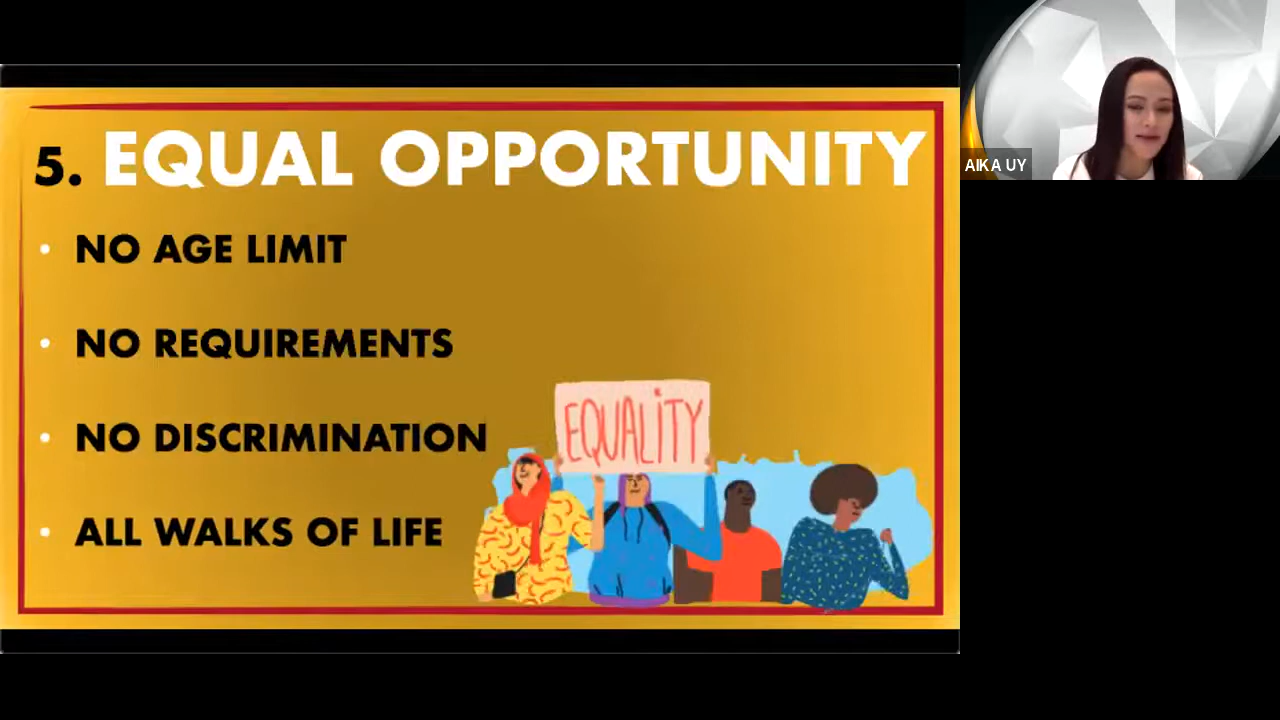 5. EQUAL OPPORTUNITY
• NO AGE LIMIT
• NO REQUIREMENTS
• NO DISCRIMINATION
• ALL WALKS OF LIFE
EQUALITY
AIKA UY